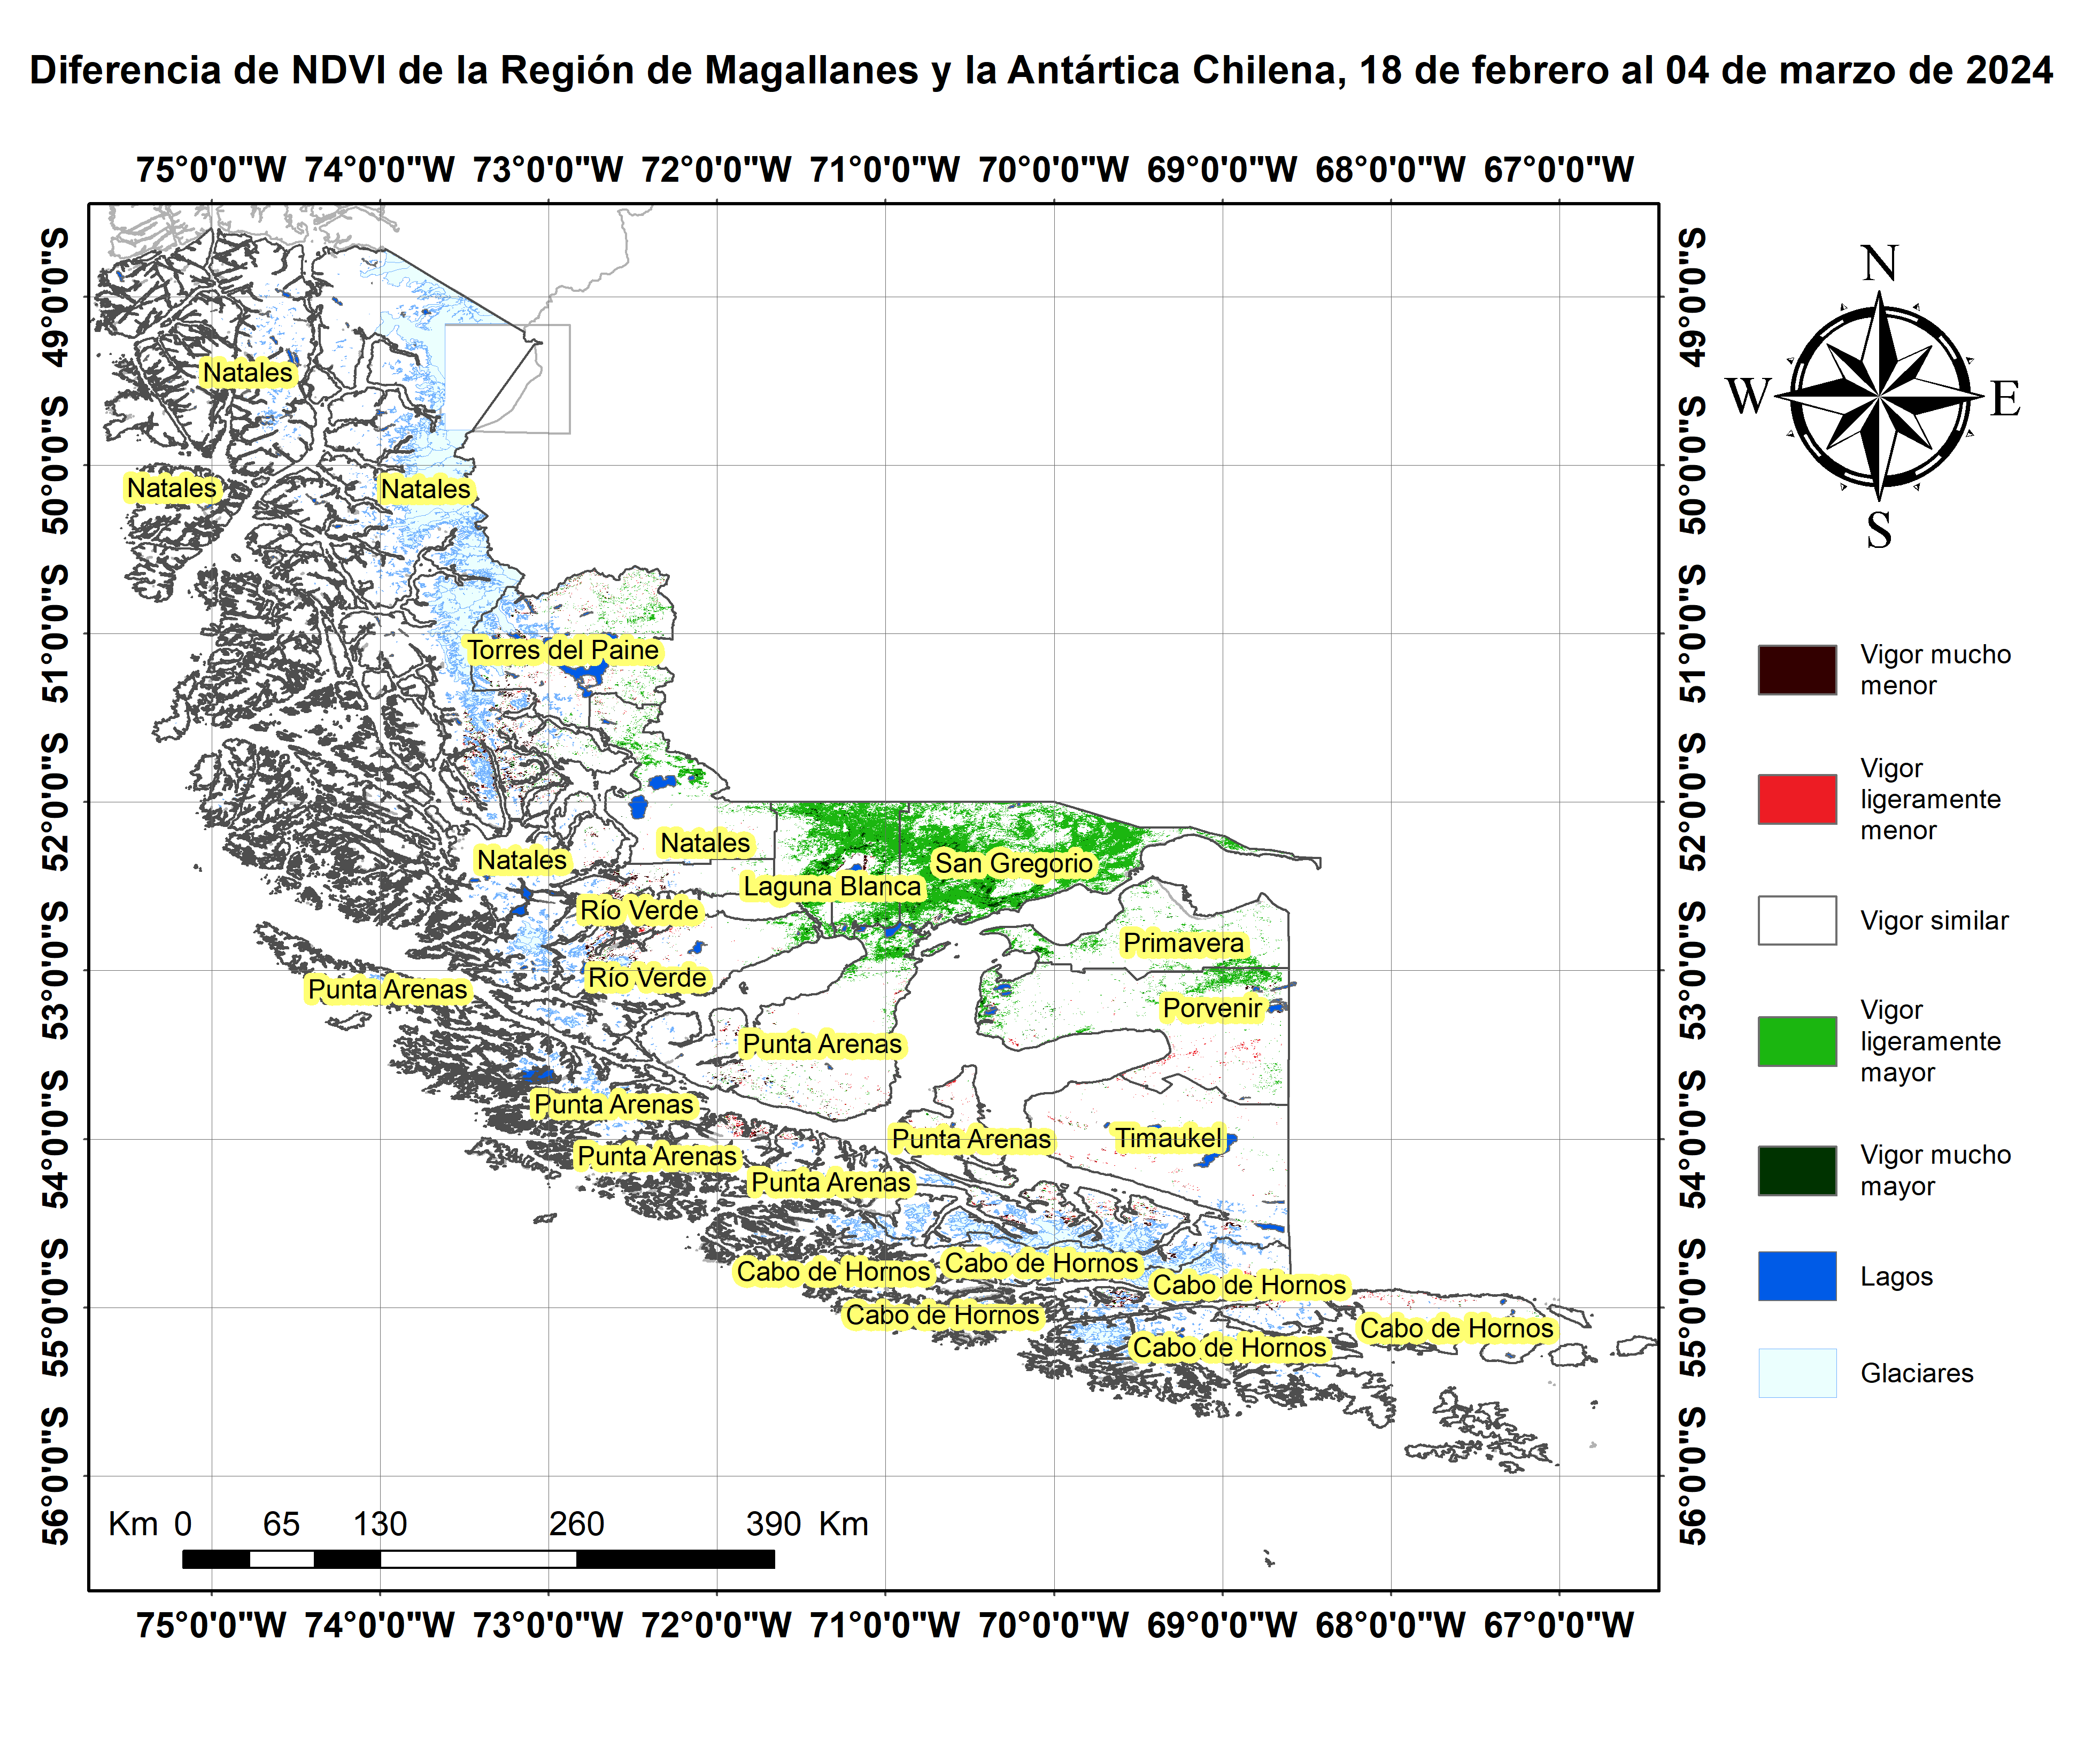 Diferencia de NDVI de la Región de Magallanes y la Antártica Chilena, 18 de febrero al 04 de marzo de 2024
75°0'0"W 74°0'0"W 73°0'0"W 72°0'0"W 71°0'0"W 70°0'0"W 69°0'0"W 68°0'0"W 67°0'0"W
49°0'0"S
50°0'0"S
51°0'0"S
52°0'0"S
53°0'0"S
54°0'0"S
55°0'0"S
56°0'0"S
Natales
Natales
Natales
Torres del Paine
Natales
Natales
San Gregorio
Laguna Blanca
Río Verde
Primavera
Río Verde
Punta Arenas
Porvenir
Punta Arenas
Punta Arenas
Punta Arenas
Timaukel
Punta Arenas
Punta Arenas
Cabo de Hornos
Cabo de Hornos
Cabo de Hornos
Cabo de Hornos
Cabo de Hornos
Cabo de Hornos
Km 0 65 130 260 390 Km
75°0'0"W 74°0'0"W 73°0'0"W 72°0'0"W 71°0'0"W 70°0'0"W 69°0'0"W 68°0'0"W 67°0'0"W
49°0'0"S
50°0'0"S
51°0'0"S
52°0'0"S
53°0'0"S
54°0'0"S
55°0'0"S
56°0'0"S
N
W
E
S
Vigor mucho
menor
Vigor
ligeramente
menor
Vigor similar
Vigor
ligeramente
mayor
Vigor mucho
mayor
Lagos
Glaciares